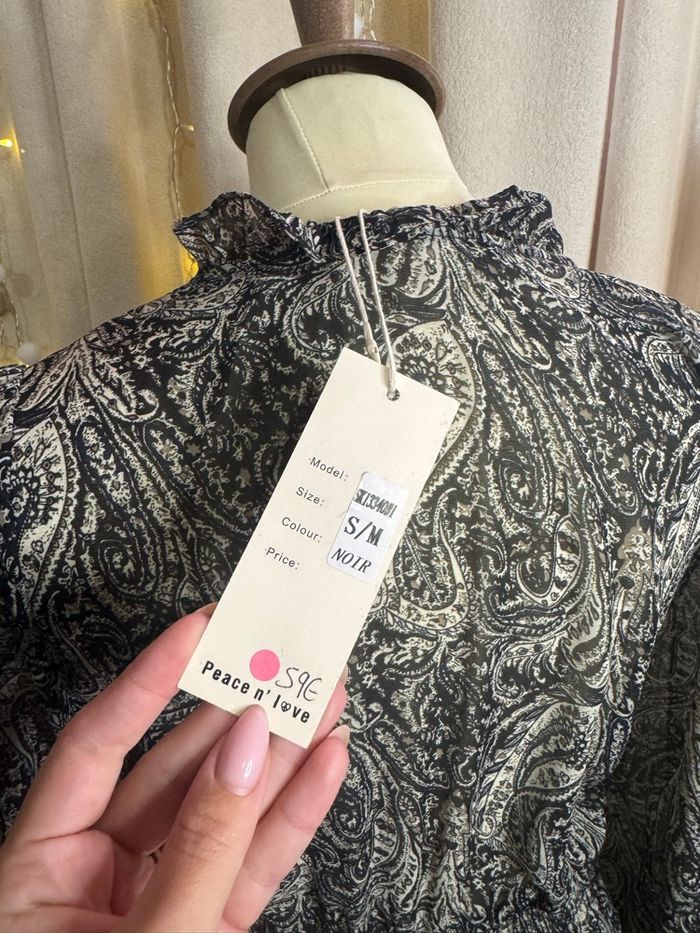 Model:
Size: S/M
Colour: NOIR
Price:
59€
Peace n' love